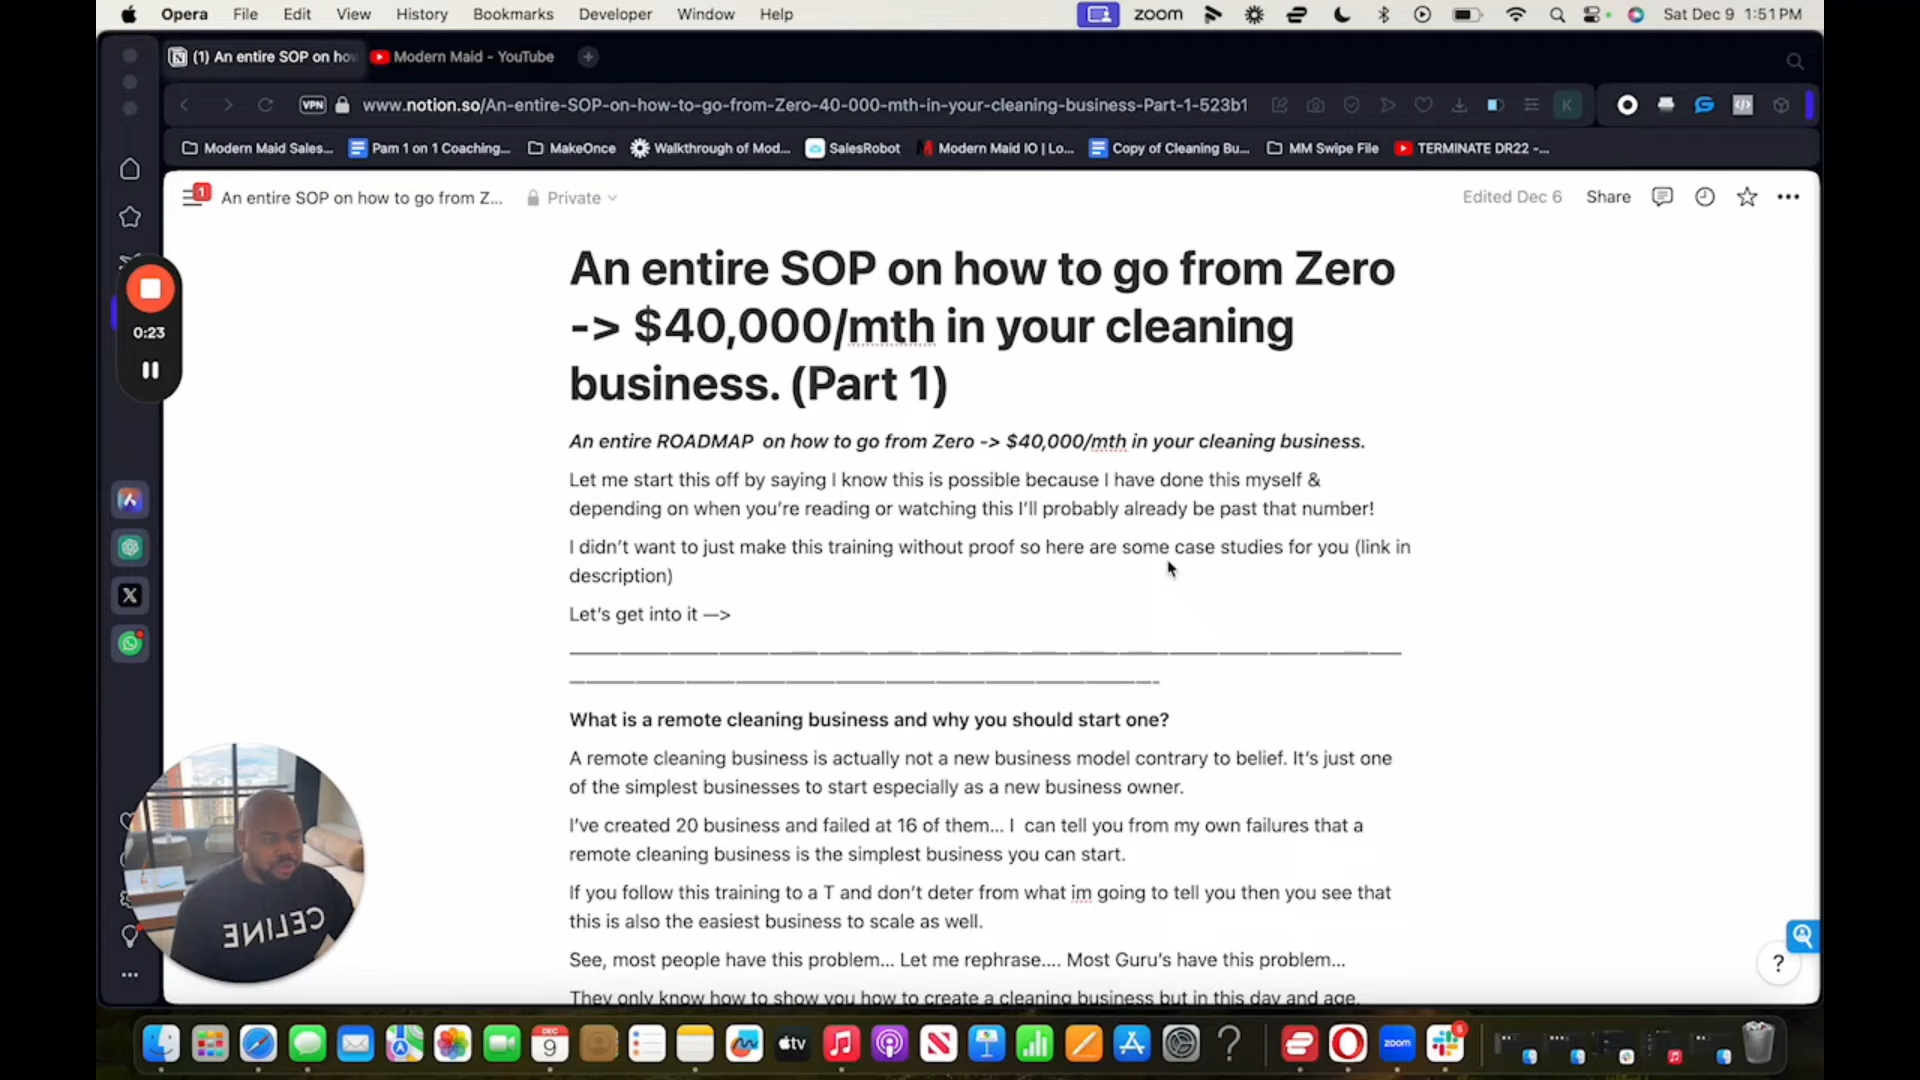 Opera File Edit View History Bookmarks Developer Window Help zoom Sat Dec 9 1:51 PM
(1) An entire SOP on how Modern Maid - YouTube
VPN www.notion.so/An-entire-SOP-on-how-to-go-from-Zero-40-000-mth-in-your-cleaning-business-Part-1-523b1 K
Modern Maid Sales... Pam 1 on 1 Coaching... MakeOnce Walkthrough of Mod... SalesRobot Modern Maid IO | Lo... Copy of Cleaning Bu... MM Swipe File TERMINATE DR22 -...
1 An entire SOP on how to go from Z... Private Edited Dec 6 Share
An entire SOP on how to go from Zero
-> $40,000/mth in your cleaning
business. (Part 1)
0:23
An entire ROADMAP on how to go from Zero -> $40,000/mth in your cleaning business.
Let me start this off by saying I know this is possible because I have done this myself &
depending on when you're reading or watching this I'll probably already be past that number!
I didn't want to just make this training without proof so here are some case studies for you (link in
description)
Let's get into it —>
What is a remote cleaning business and why you should start one?
A remote cleaning business is actually not a new business model contrary to belief. It's just one
of the simplest businesses to start especially as a new business owner.
I've created 20 business and failed at 16 of them... I can tell you from my own failures that a
remote cleaning business is the simplest business you can start.
If you follow this training to a T and don't deter from what im going to tell you then you see that
this is also the easiest business to scale as well.
CELINE
See, most people have this problem... Let me rephrase.... Most Guru's have this problem...
?
They only know how to show you how to create a cleaning business but in this day and age,
DEC
9
tv
zoom
5